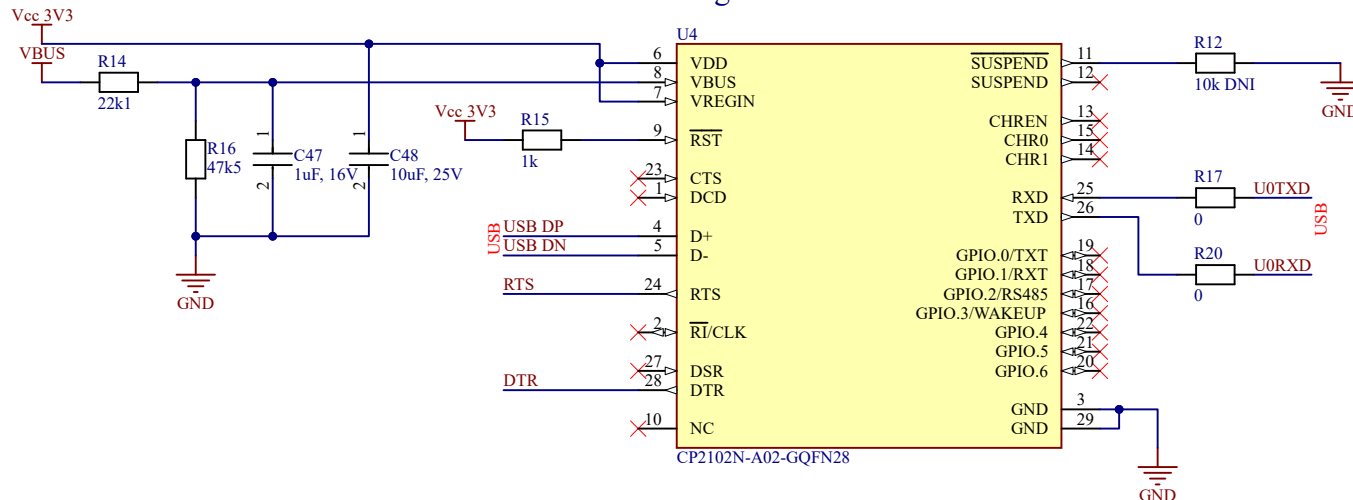 Vcc 3V3
VBUS
R14
22k1
R16
47k5
1
C47
1uF, 16V
2
1
C48
10uF, 25V
2
GND
Vcc 3V3
R15
1k
USB
USB DP
USB DN
RTS
DTR
U4
6 VDD
8 VBUS
7 VREGIN
9 RST
23 CTS
1 DCD
4 D+
5 D-
24 RTS
2 RI/CLK
27 DSR
28 DTR
10 NC
SUSPEND 11
SUSPEND 12
CHREN 13
CHR0 15
CHR1 14
RXD 25
TXD 26
GPIO.0/TXT 19
GPIO.1/RXT 18
GPIO.2/RS485 17
GPIO.3/WAKEUP 16
GPIO.4 22
GPIO.5 21
GPIO.6 20
GND 3
GND 29
CP2102N-A02-GQFN28
R12
10k DNI
GND
R17
0
U0TXD
USB
R20
0
U0RXD
GND